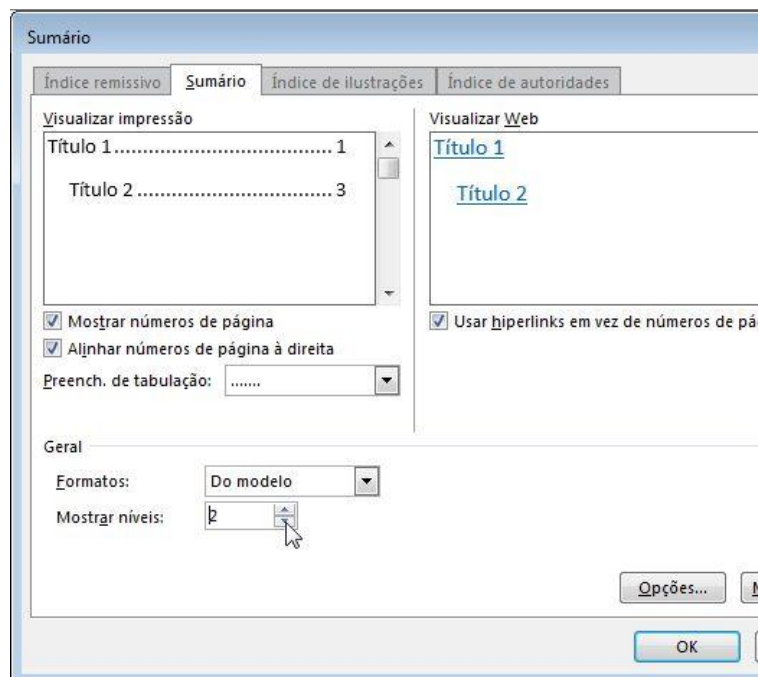 Sumário
Índice remissivo Sumário Índice de ilustrações Índice de autoridades
Visualizar impressão
Título 1.................................... 1
Título 2 ................................ 3
Visualizar Web
Título 1
Título 2
Mostrar números de página
Alinhar números de página à direita
Preench. de tabulação: .......
Usar hiperlinks em vez de números de
Geral
Formatos: Do modelo
Mostrar níveis: 2
Opções...
OK